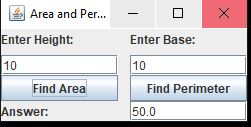 Area and Per...
Enter Height: Enter Base:
10 10
Find Area Find Perimeter
Answer: 50.0